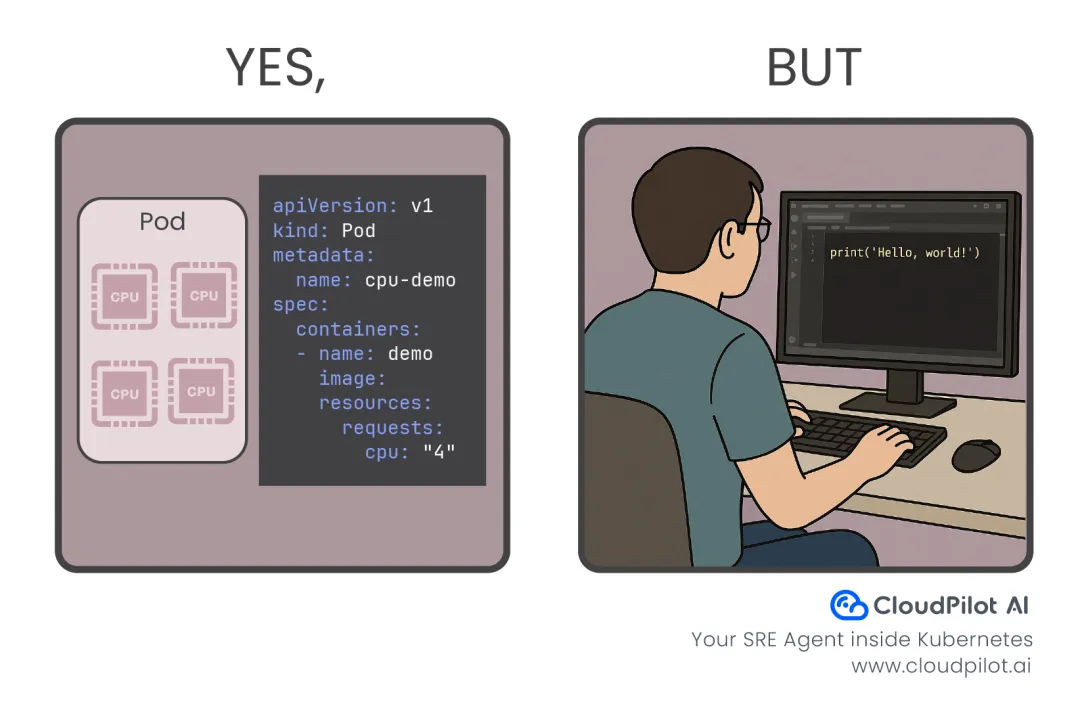 YES,
BUT
Pod
CPU
CPU
CPU
CPU
apiVersion: v1
kind: Pod
metadata:
  name: cpu-demo
spec:
  containers:
  - name: demo
    image:
    resources:
      requests:
        cpu: "4"
print('Hello, world!')
CloudPilot AI
Your SRE Agent inside Kubernetes
www.cloudpilot.ai